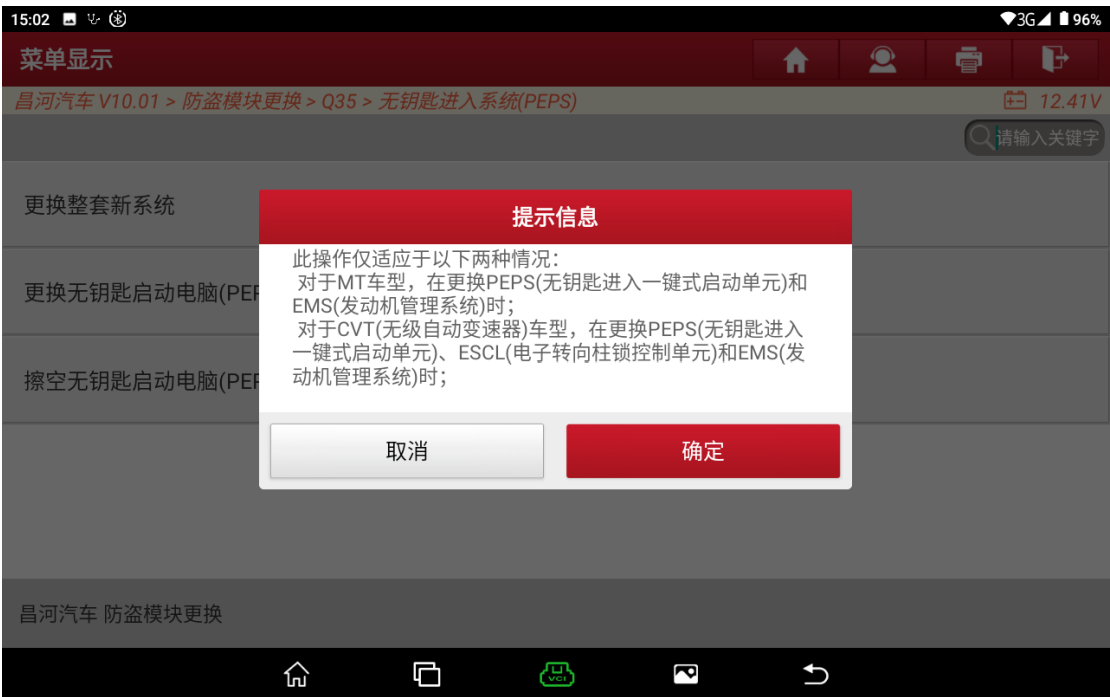 15:02
3G 96%
菜单显示
昌河汽车 V10.01 > 防盗模块更换 > Q35 > 无钥匙进入系统(PEPS)
12.41V
请输入关键字
更换整套新系统
更换无钥匙启动电脑(PEP
擦空无钥匙启动电脑(PEP
提示信息
此操作仅适应于以下两种情况：
对于MT车型，在更换PEPS(无钥匙进入一键式启动单元)和
EMS(发动机管理系统)时；
对于CVT(无级自动变速器)车型，在更换PEPS(无钥匙进入
一键式启动单元)、ESCL(电子转向柱锁控制单元)和EMS(发
动机管理系统)时；
取消
确定
昌河汽车 防盗模块更换
VCI